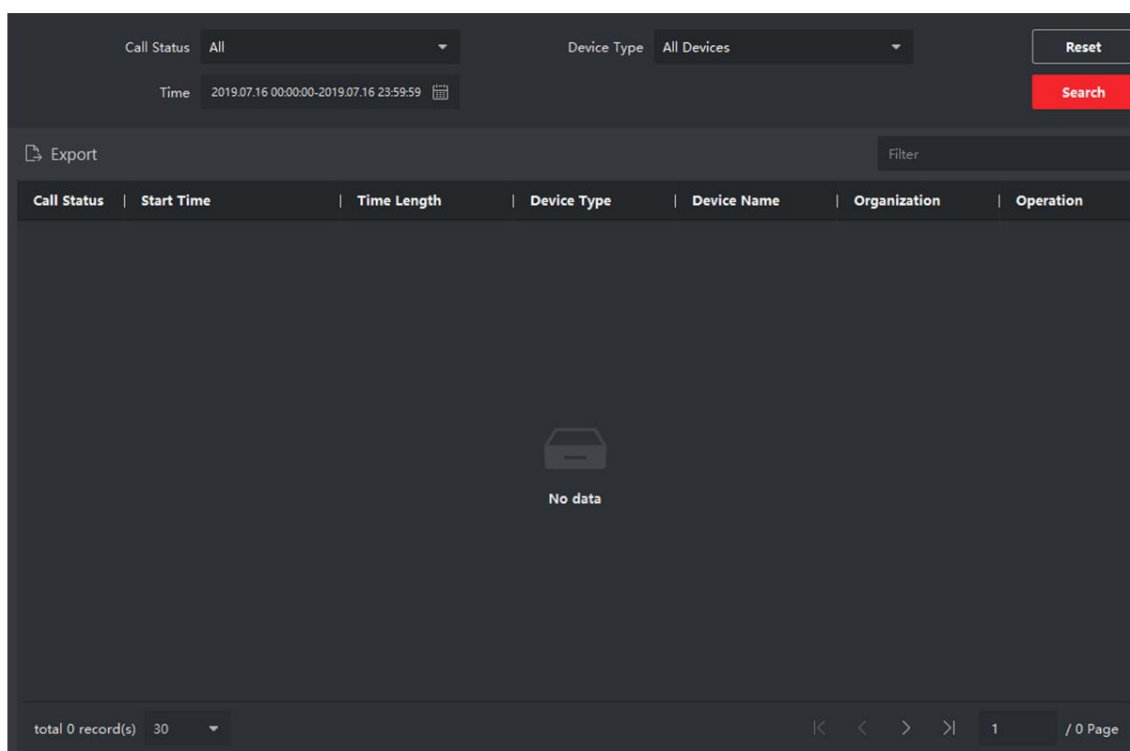 Call Status All Device Type All Devices Reset
Time 2019.07.16 00:00:00-2019.07.16 23:59:59 Search
Export Filter
Call Status | Start Time | Time Length | Device Type | Device Name | Organization | Operation
No data
total 0 record(s) 30 1 / 0 Page